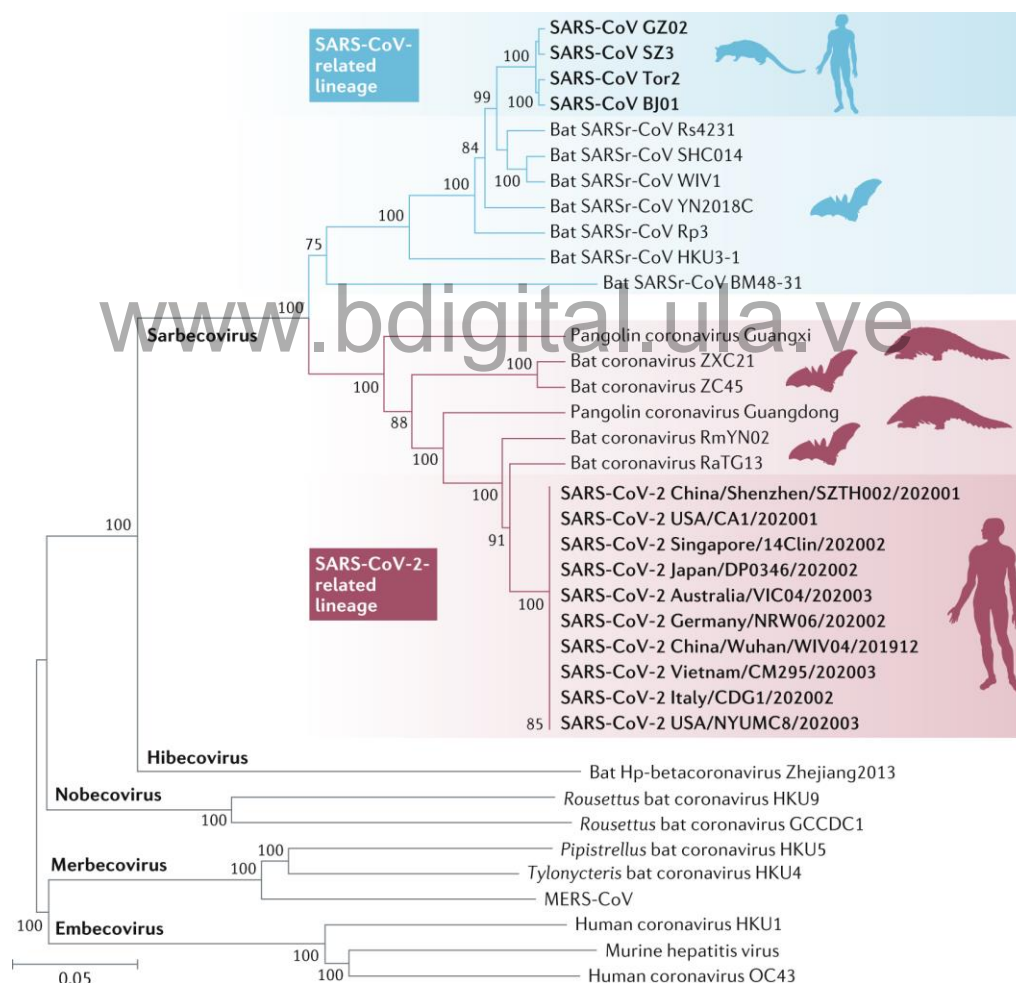 SARS-CoV-
related
lineage
SARS-CoV GZ02
SARS-CoV SZ3
SARS-CoV Tor2
SARS-CoV BJ01
100
100
99
Bat SARSr-CoV Rs4231
Bat SARSr-CoV SHC014
Bat SARSr-CoV WIV1
100
84
Bat SARSr-CoV YN2018C
100
Bat SARSr-CoV Rp3
100
Bat SARSr-CoV HKU3-1
75
Bat SARSr-CoV BM48-31
100
www.bdigital.ula.ve
Sarbecovirus
Pangolin coronavirus Guangxi
Bat coronavirus ZXC21
100
Bat coronavirus ZC45
88
Pangolin coronavirus Guangdong
Bat coronavirus RmYN02
100
Bat coronavirus RaTG13
100
SARS-CoV-2 China/Shenzhen/SZTH002/202001
SARS-CoV-2 USA/CA1/202001
100
91
SARS-CoV-2 Singapore/14Clin/202002
SARS-CoV-2-
related
lineage
SARS-CoV-2 Japan/DP0346/202002
SARS-CoV-2 Australia/VIC04/202003
100
SARS-CoV-2 Germany/NRW06/202002
SARS-CoV-2 China/Wuhan/WIV04/201912
SARS-CoV-2 Vietnam/CM295/202003
SARS-CoV-2 Italy/CDG1/202002
85
SARS-CoV-2 USA/NYUMC8/202003
Hibecovirus
Bat Hp-betacoronavirus Zhejiang2013
Nobecovirus
Rousettus bat coronavirus HKU9
100
Rousettus bat coronavirus GCCDC1
Merbecovirus
100
Pipistrellus bat coronavirus HKU5
100
Tylonycteris bat coronavirus HKU4
MERS-CoV
100
Embecovirus
Human coronavirus HKU1
100
Murine hepatitis virus
100
Human coronavirus OC43
0.05